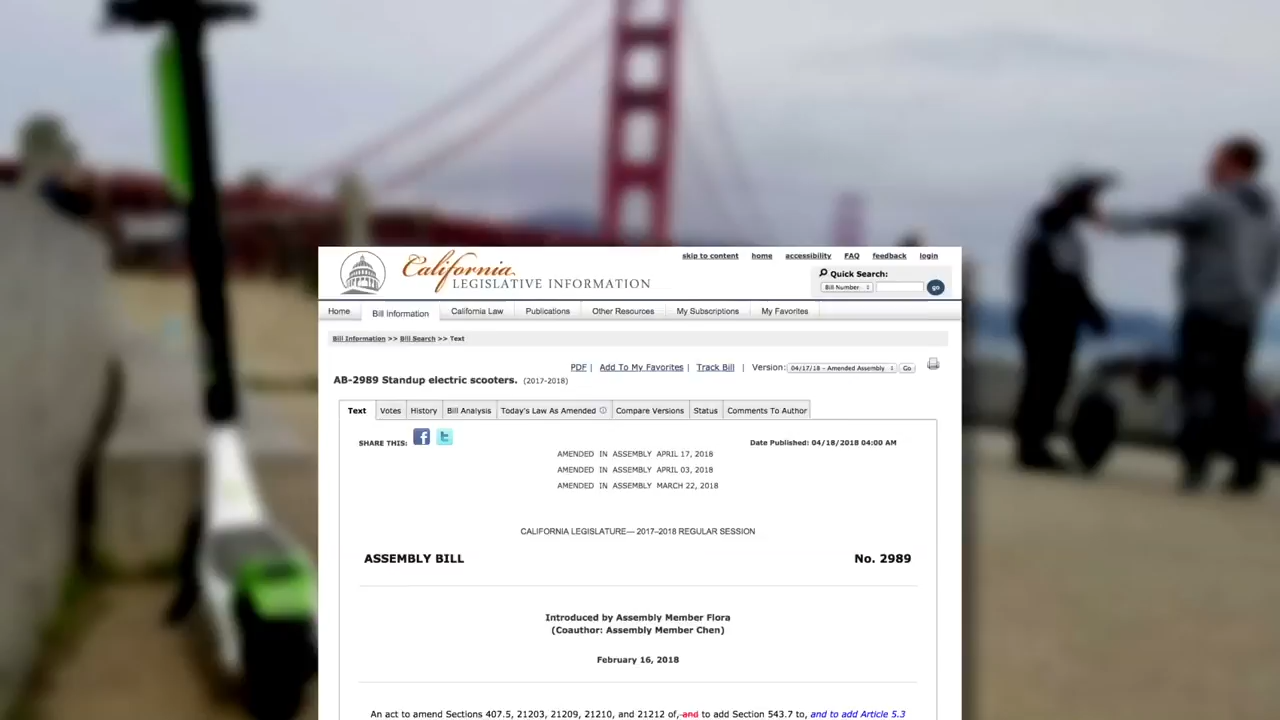 skip to content home accessibility FAQ feedback login
California
LEGISLATIVE INFORMATION
Quick Search:
Bill Number go
Home Bill Information California Law Publications Other Resources My Subscriptions My Favorites
Bill Information >> Bill Search >> Text
PDF | Add To My Favorites | Track Bill | Version: 04/17/18 - Amended Assembly Go
AB-2989 Standup electric scooters. (2017-2018)
Text Votes History Bill Analysis Today's Law As Amended Compare Versions Status Comments To Author
SHARE THIS: Date Published: 04/18/2018 04:00 AM
AMENDED IN ASSEMBLY APRIL 17, 2018
AMENDED IN ASSEMBLY APRIL 03, 2018
AMENDED IN ASSEMBLY MARCH 22, 2018
CALIFORNIA LEGISLATURE— 2017–2018 REGULAR SESSION
ASSEMBLY BILL No. 2989
Introduced by Assembly Member Flora
(Coauthor: Assembly Member Chen)
February 16, 2018
An act to amend Sections 407.5, 21203, 21209, 21210, and 21212 of, and to add Section 543.7 to, and to add Article 5.3